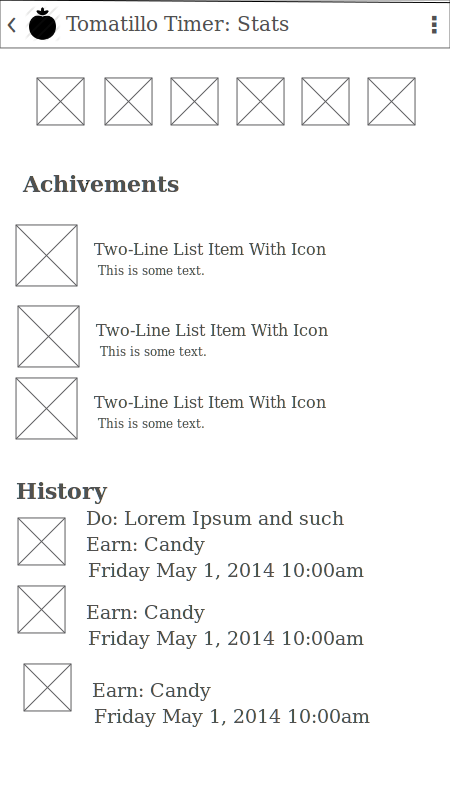 Tomatillo Timer: Stats
Achivements
Two-Line List Item With Icon
This is some text.
Two-Line List Item With Icon
This is some text.
Two-Line List Item With Icon
This is some text.
History
Do: Lorem Ipsum and such
Earn: Candy
Friday May 1, 2014 10:00am
Earn: Candy
Friday May 1, 2014 10:00am
Earn: Candy
Friday May 1, 2014 10:00am